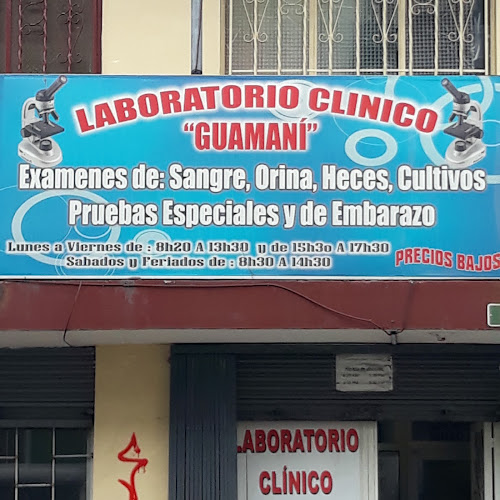 LABORATORIO CLINICO
“GUAMANÍ”
Examenes de: Sangre, Orina, Heces, Cultivos
Pruebas Especiales y de Embarazo
Lunes a Viernes de : 8h20 A 13h30 y de 15h3o A 17h30
Sabados y Feriados de : 8h30 A 14h30
PRECIOS BAJOS
LABORATORIO
CLÍNICO